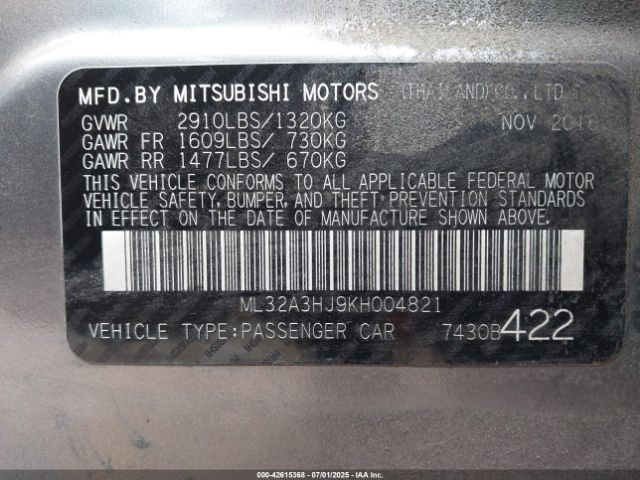 MFD.BY MITSUBISHI MOTORS (THAILAND)CO.,LTD
GVWR 2910LBS/1320KG NOV 2018
GAWR FR 1609LBS/ 730KG
GAWR RR 1477LBS/ 670KG
THIS VEHICLE CONFORMS TO ALL APPLICABLE FEDERAL MOTOR
VEHICLE SAFETY, BUMPER, AND THEFT PREVENTION STANDARDS
IN EFFECT ON THE DATE OF MANUFACTURE SHOWN ABOVE.
ML32A3HJ9KH004821
VEHICLE TYPE:PASSENGER CAR 7430B422
000-42615368 | 07/01/2025 - IAA, Inc.